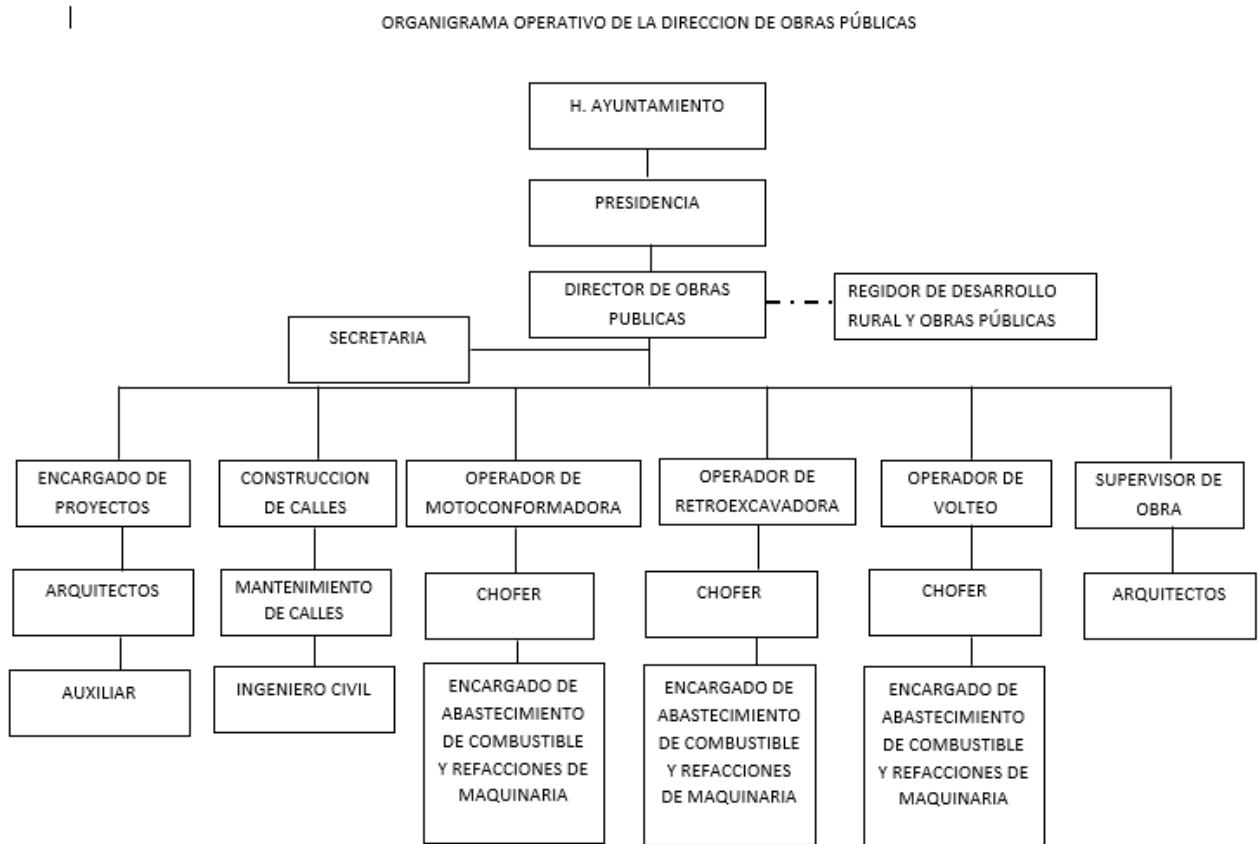 ORGANIGRAMA OPERATIVO DE LA DIRECCION DE OBRAS PÚBLICAS
H. AYUNTAMIENTO
PRESIDENCIA
DIRECTOR DE OBRAS
PUBLICAS
REGIDOR DE DESARROLLO
RURAL Y OBRAS PÚBLICAS
SECRETARIA
ENCARGADO DE
PROYECTOS
CONSTRUCCION
DE CALLES
OPERADOR DE
MOTOCONFORMADORA
OPERADOR DE
RETROEXCAVADORA
OPERADOR DE
VOLTEO
SUPERVISOR DE
OBRA
ARQUITECTOS
MANTENIMIENTO
DE CALLES
CHOFER
CHOFER
CHOFER
ARQUITECTOS
AUXILIAR
INGENIERO CIVIL
ENCARGADO DE
ABASTECIMIENTO
DE COMBUSTIBLE
Y REFACCIONES DE
MAQUINARIA
ENCARGADO DE
ABASTECIMIENTO
DE COMBUSTIBLE
Y REFACCIONES
DE MAQUINARIA
ENCARGADO DE
ABASTECIMIENTO
DE COMBUSTIBLE
Y REFACCIONES DE
MAQUINARIA